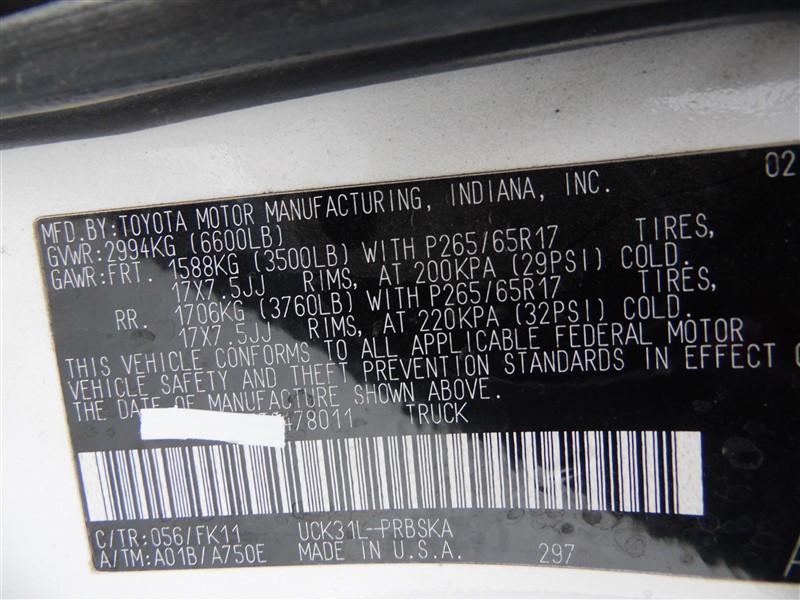 02
MFD.BY:TOYOTA MOTOR MANUFACTURING, INDIANA, INC.
GVWR:2994KG (6600LB)
GAWR:FRT. 1588KG (3500LB) WITH P265/65R17 TIRES,
17X7.5JJ RIMS, AT 200KPA (29PSI) COLD.
RR. 1706KG (3760LB) WITH P265/65R17 TIRES,
17X7.5JJ RIMS, AT 220KPA (32PSI) COLD.
THIS VEHICLE CONFORMS TO ALL APPLICABLE FEDERAL MOTOR
VEHICLE SAFETY AND THEFT PREVENTION STANDARDS IN EFFECT
THE DATE OF MANUFACTURE SHOWN ABOVE.
478011 TRUCK
C/TR:056/FK11 UCK31L-PRBSKA
A/TM:A01B/A750E MADE IN U.S.A. 297